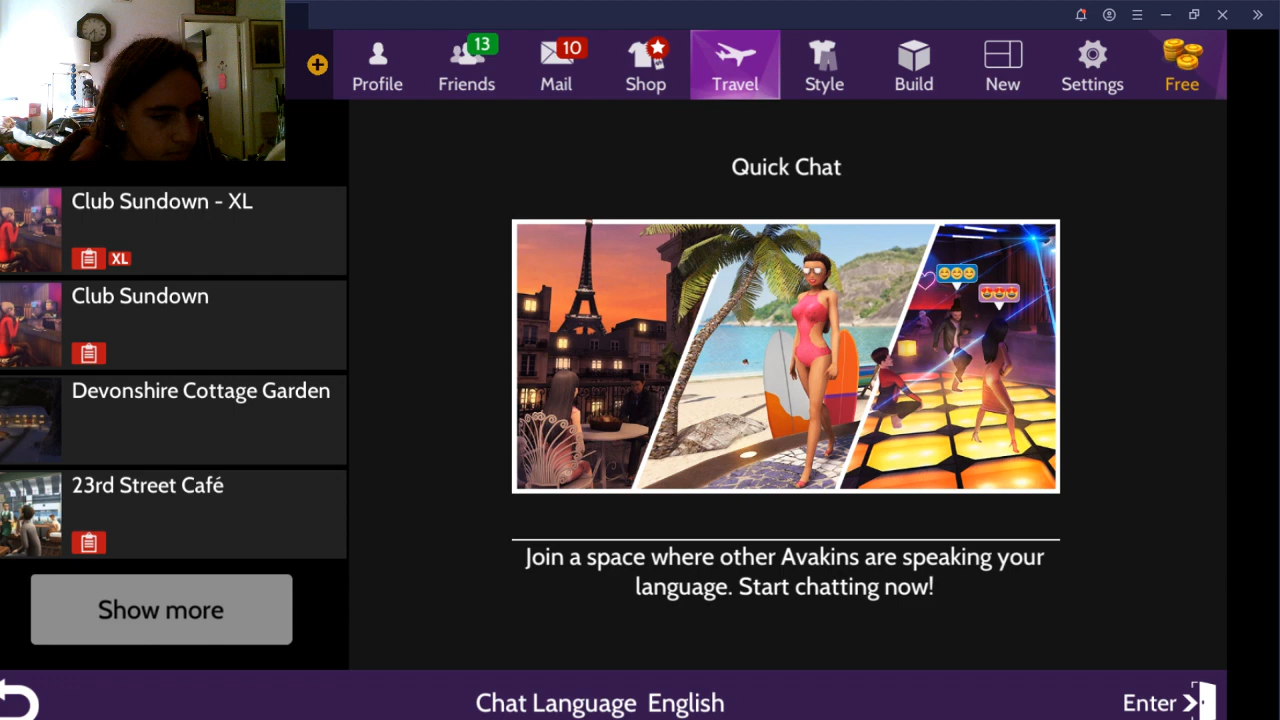 13
10
Profile
Friends
Mail
Shop
Travel
Style
Build
New
Settings
Free
Quick Chat
Club Sundown - XL
XL
Club Sundown
Devonshire Cottage Garden
23rd Street Café
Show more
Join a space where other Avakins are speaking your
language. Start chatting now!
Chat Language English
Enter